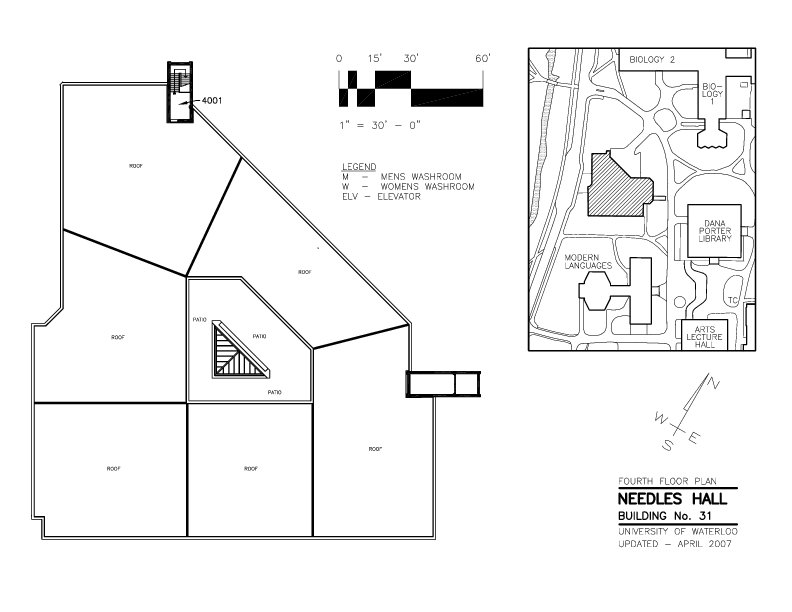 0 15' 30' 60'
1" = 30' - 0"
LEGEND
M - MENS WASHROOM
W - WOMENS WASHROOM
ELV - ELEVATOR
4001
ROOF
ROOF
PATIO
PATIO
ROOF
PATIO
ROOF
ROOF
ROOF
BIOLOGY 2
BIO-
LOGY
1
DANA
PORTER
LIBRARY
MODERN
LANGUAGES
TC
ARTS
LECTURE
HALL
N
W
E
S
FOURTH FLOOR PLAN
NEEDLES HALL
BUILDING No. 31
UNIVERSITY OF WATERLOO
UPDATED - APRIL 2007